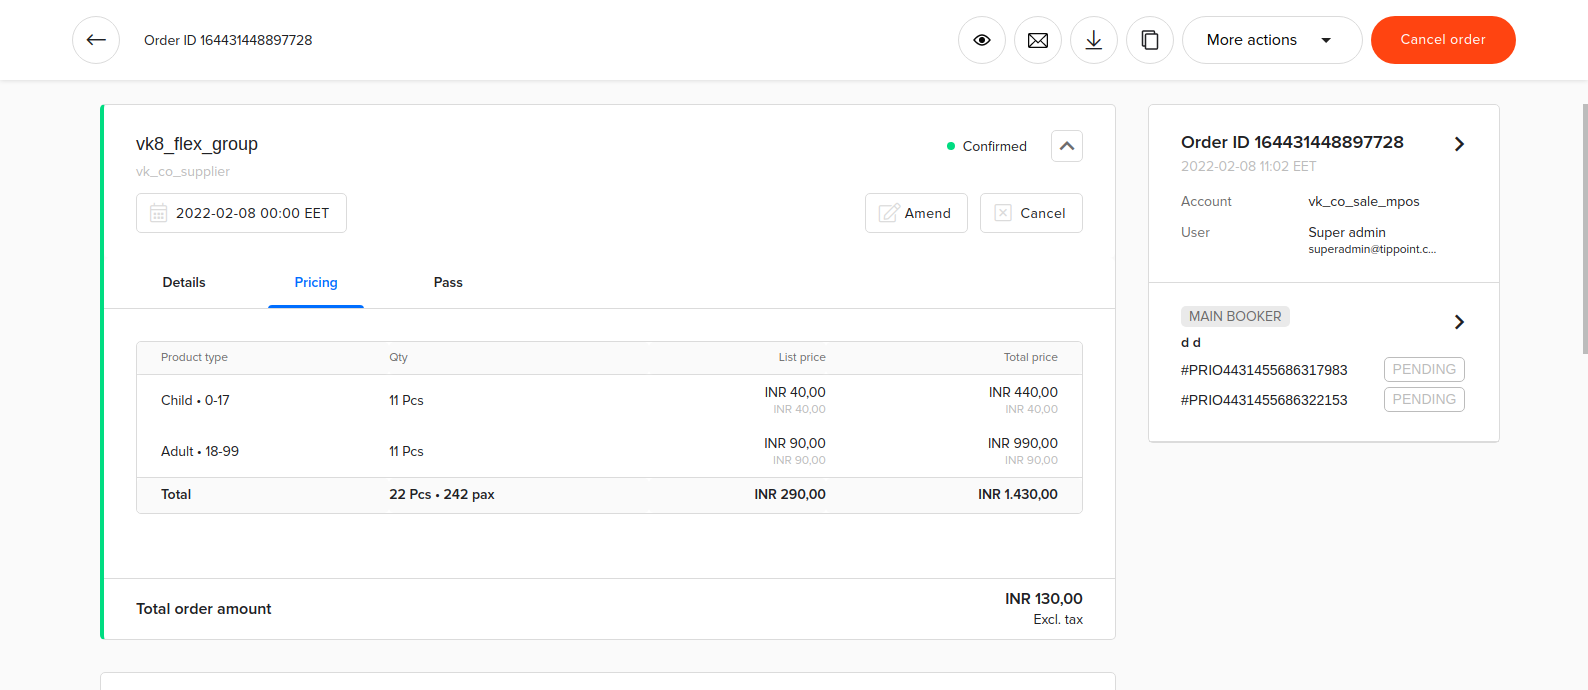 Order ID 164431448897728
More actions
Cancel order
vk8_flex_group
Confirmed
vk_co_supplier
2022-02-08 00:00 EET
Amend
Cancel
Details
Pricing
Pass
Product type Qty List price Total price
Child • 0-17 11 Pcs INR 40,00 INR 440,00
INR 40,00 INR 40,00
Adult • 18-99 11 Pcs INR 90,00 INR 990,00
INR 90,00 INR 90,00
Total 22 Pcs • 242 pax INR 290,00 INR 1.430,00
Total order amount INR 130,00
Excl. tax
Order ID 164431448897728
2022-02-08 11:02 EET
Account vk_co_sale_mpos
User Super admin
superadmin@tippoint.c...
MAIN BOOKER
d d
#PRIO4431455686317983 PENDING
#PRIO4431455686322153 PENDING